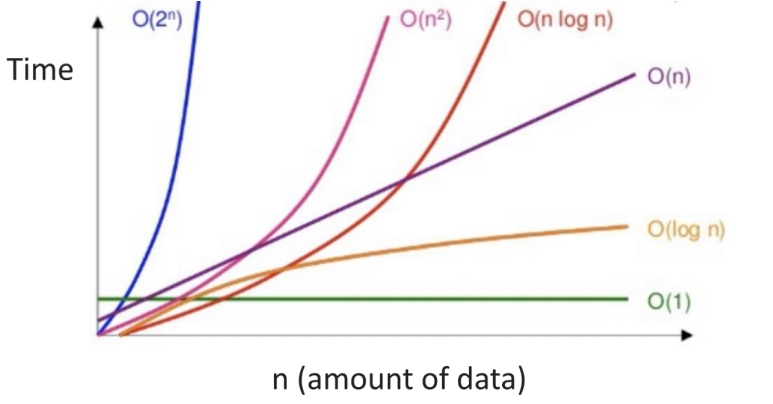 O(2ⁿ)
O(n²)
O(n log n)
Time
O(n)
O(log n)
O(1)
n (amount of data)